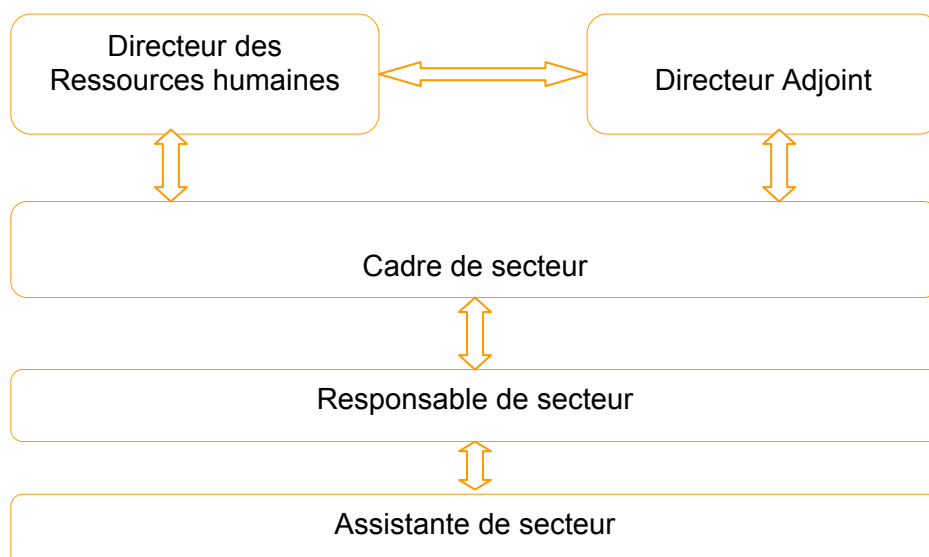 Directeur des
Ressources humaines
Directeur Adjoint
Cadre de secteur
Responsable de secteur
Assistante de secteur